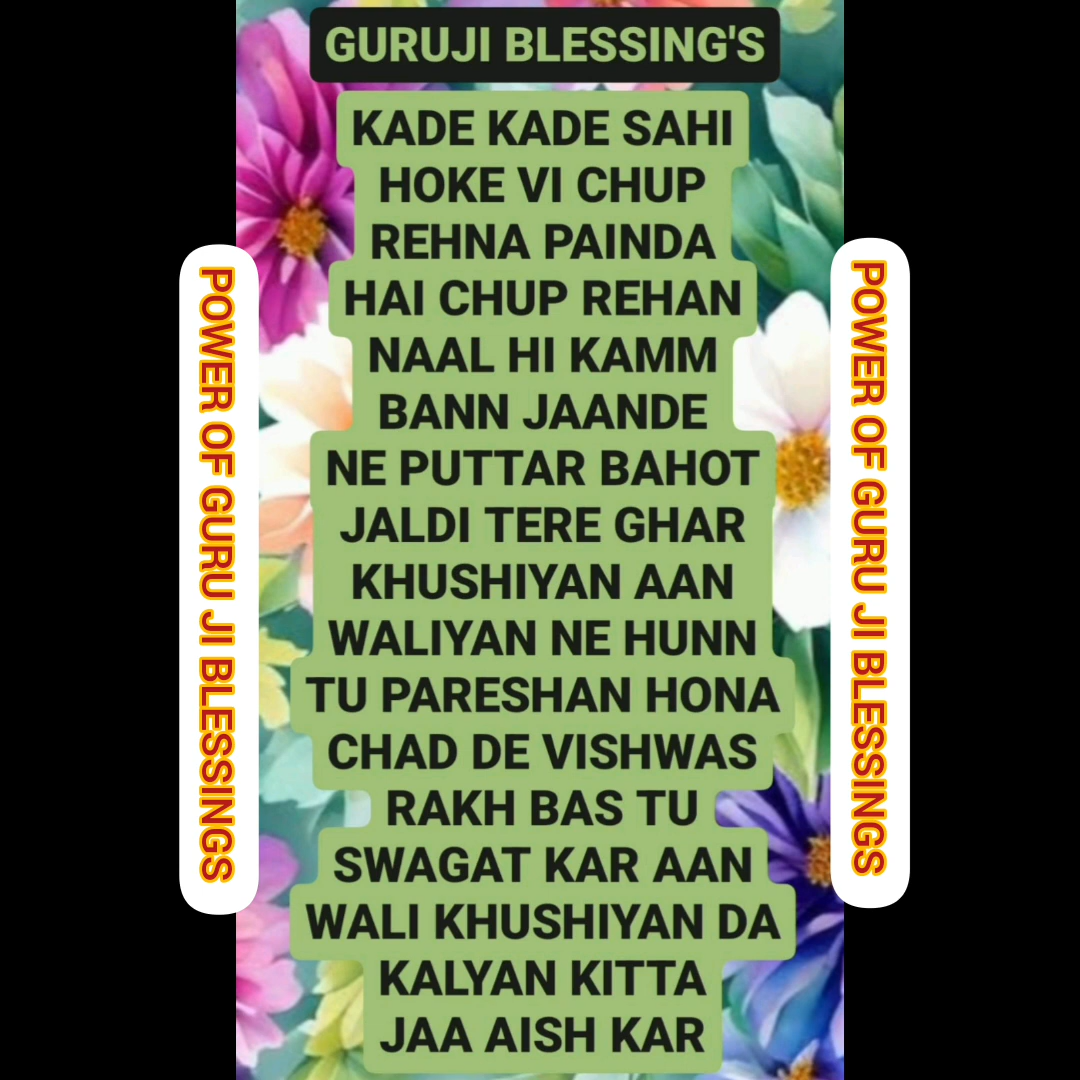 GURUJI BLESSING'S
KADE KADE SAHI
HOKE VI CHUP
REHNA PAINDA
HAI CHUP REHAN
NAAL HI KAMM
BANN JAANDE
NE PUTTAR BAHOT
JALDI TERE GHAR
KHUSHIYAN AAN
WALIYAN NE HUNN
TU PARESHAN HONA
CHAD DE VISHWAS
RAKH BAS TU
SWAGAT KAR AAN
WALI KHUSHIYAN DA
KALYAN KITTA
JAA AISH KAR
POWER OF GURU JI BLESSINGS
POWER OF GURU JI BLESSINGS